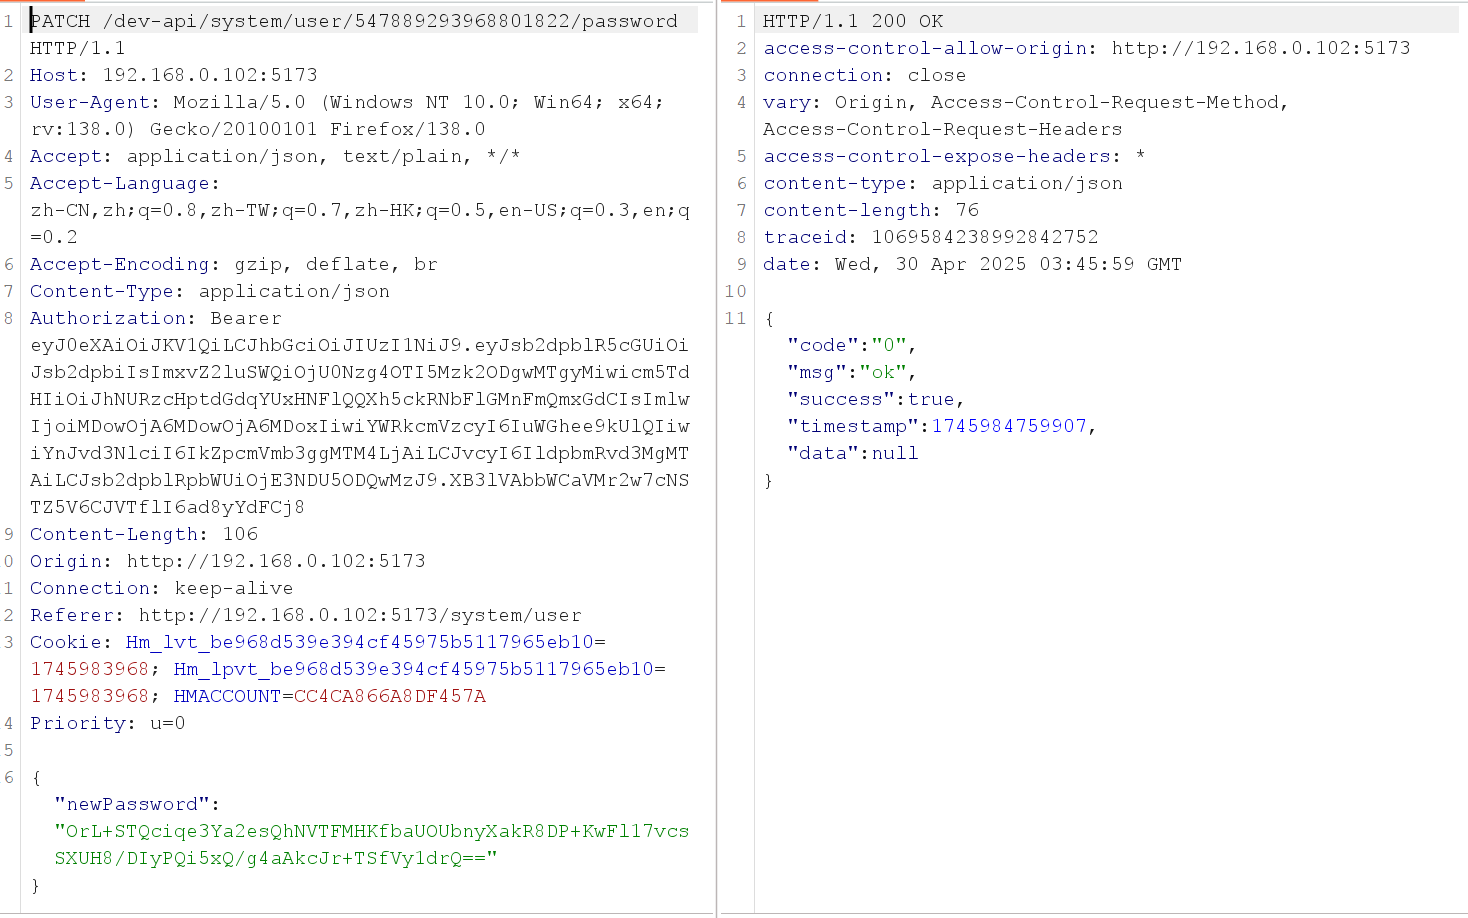 1 PATCH /dev-api/system/user/547889293968801822/password
HTTP/1.1
2 Host: 192.168.0.102:5173
3 User-Agent: Mozilla/5.0 (Windows NT 10.0; Win64; x64;
rv:138.0) Gecko/20100101 Firefox/138.0
4 Accept: application/json, text/plain, */*
5 Accept-Language:
zh-CN,zh;q=0.8,zh-TW;q=0.7,zh-HK;q=0.5,en-US;q=0.3,en;q
=0.2
6 Accept-Encoding: gzip, deflate, br
7 Content-Type: application/json
8 Authorization: Bearer
eyJ0eXAiOiJKV1QiLCJhbGciOiJIUzI1NiJ9.eyJsb2dpblR5cGUiOi
Jsb2dpbiIsImxvZ2luSWQiOjU0Nzg4OTI5Mzk2ODgwMTgyMiwicm5Td
HIiOiJhNURzcHptdGdqYUxHNFlQQXh5ckRNbFlGMnFmQmxGdCIsImlw
IjoiMDowOjA6MDowOjA6MDoxIiwiYWRkcmVzcyI6IuWGhee9kUlQIiw
iYnJvd3NlciI6IkZpcmVmb3ggMTM4LjAiLCJvcyI6IldpbmRvd3MgMT
AiLCJsb2dpblRpbWUiOjE3NDU5ODQwMzJ9.XB3lVAbbWCaVMr2w7cNS
TZ5V6CJVTflI6ad8yYdFCj8
9 Content-Length: 106
0 Origin: http://192.168.0.102:5173
1 Connection: keep-alive
2 Referer: http://192.168.0.102:5173/system/user
3 Cookie: Hm_lvt_be968d539e394cf45975b5117965eb10=
1745983968; Hm_lpvt_be968d539e394cf45975b5117965eb10=
1745983968; HMACCOUNT=CC4CA866A8DF457A
4 Priority: u=0
5
6 {
"newPassword":
"OrL+STQciqe3Ya2esQhNVTFMHKfbaUOUbnyXakR8DP+KwFl17vcs
SXUH8/DIyPQi5xQ/g4aAkcJr+TSfVy1drQ=="
}
1 HTTP/1.1 200 OK
2 access-control-allow-origin: http://192.168.0.102:5173
3 connection: close
4 vary: Origin, Access-Control-Request-Method,
Access-Control-Request-Headers
5 access-control-expose-headers: *
6 content-type: application/json
7 content-length: 76
8 traceid: 1069584238992842752
9 date: Wed, 30 Apr 2025 03:45:59 GMT
10
11 {
"code":"0",
"msg":"ok",
"success":true,
"timestamp":1745984759907,
"data":null
}